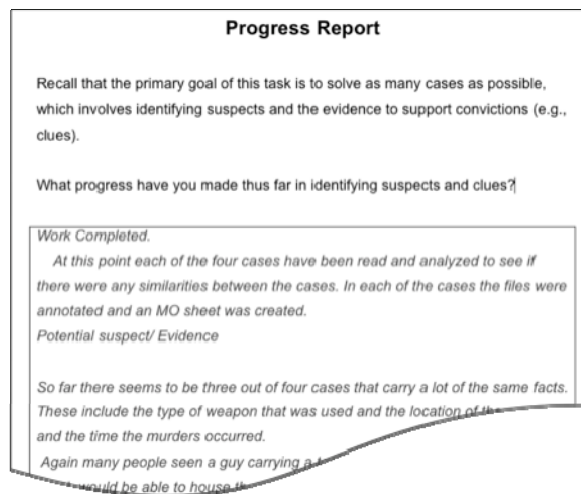 Progress Report
Recall that the primary goal of this task is to solve as many cases as possible,
which involves identifying suspects and the evidence to support convictions (e.g.,
clues).
What progress have you made thus far in identifying suspects and clues?
Work Completed.
At this point each of the four cases have been read and analyzed to see if
there were any similarities between the cases. In each of the cases the files were
annotated and an MO sheet was created.
Potential suspect/ Evidence
So far there seems to be three out of four cases that carry a lot of the same facts.
These include the type of weapon that was used and the location of
and the time the murders occurred.
Again many people seen a guy carrying a
would be able to house